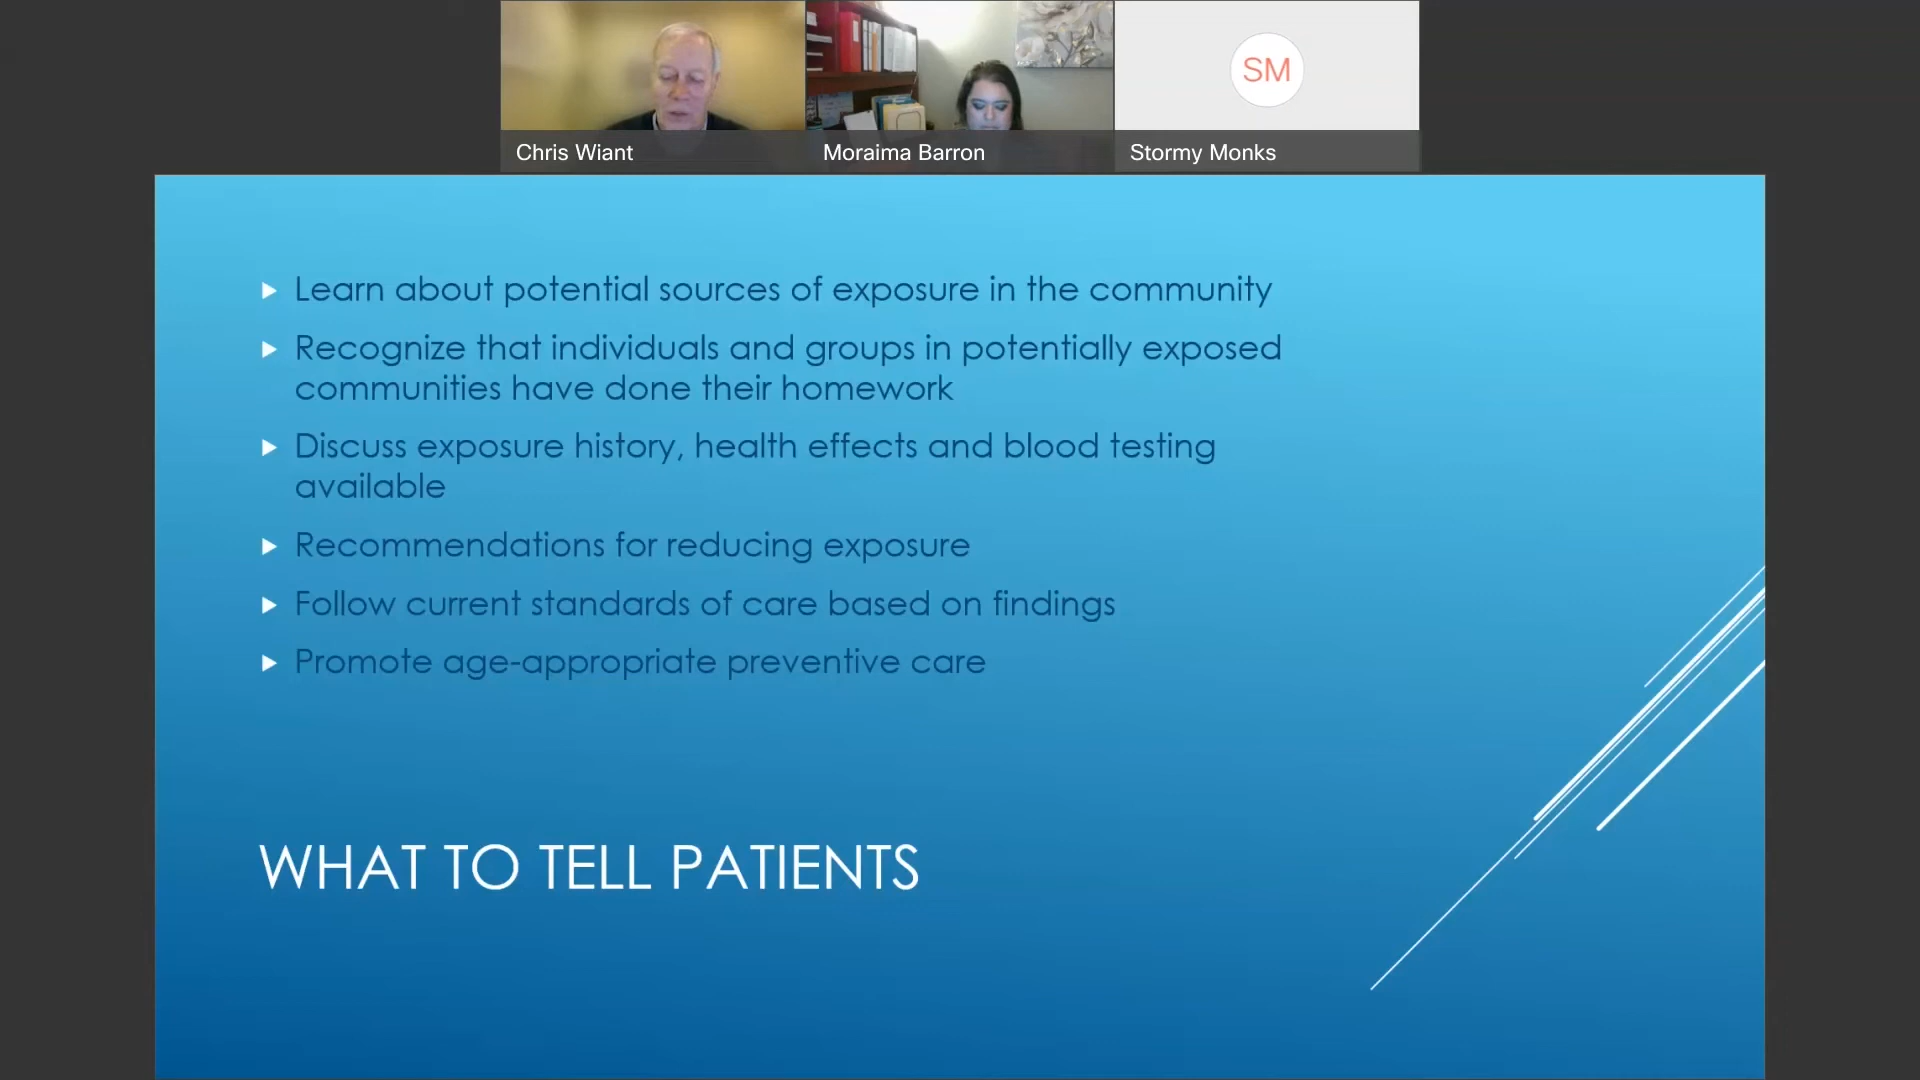 SM
Chris Wiant
Moraima Barron
Stormy Monks
Learn about potential sources of exposure in the community
Recognize that individuals and groups in potentially exposed
communities have done their homework
Discuss exposure history, health effects and blood testing
available
Recommendations for reducing exposure
Follow current standards of care based on findings
Promote age-appropriate preventive care
WHAT TO TELL PATIENTS